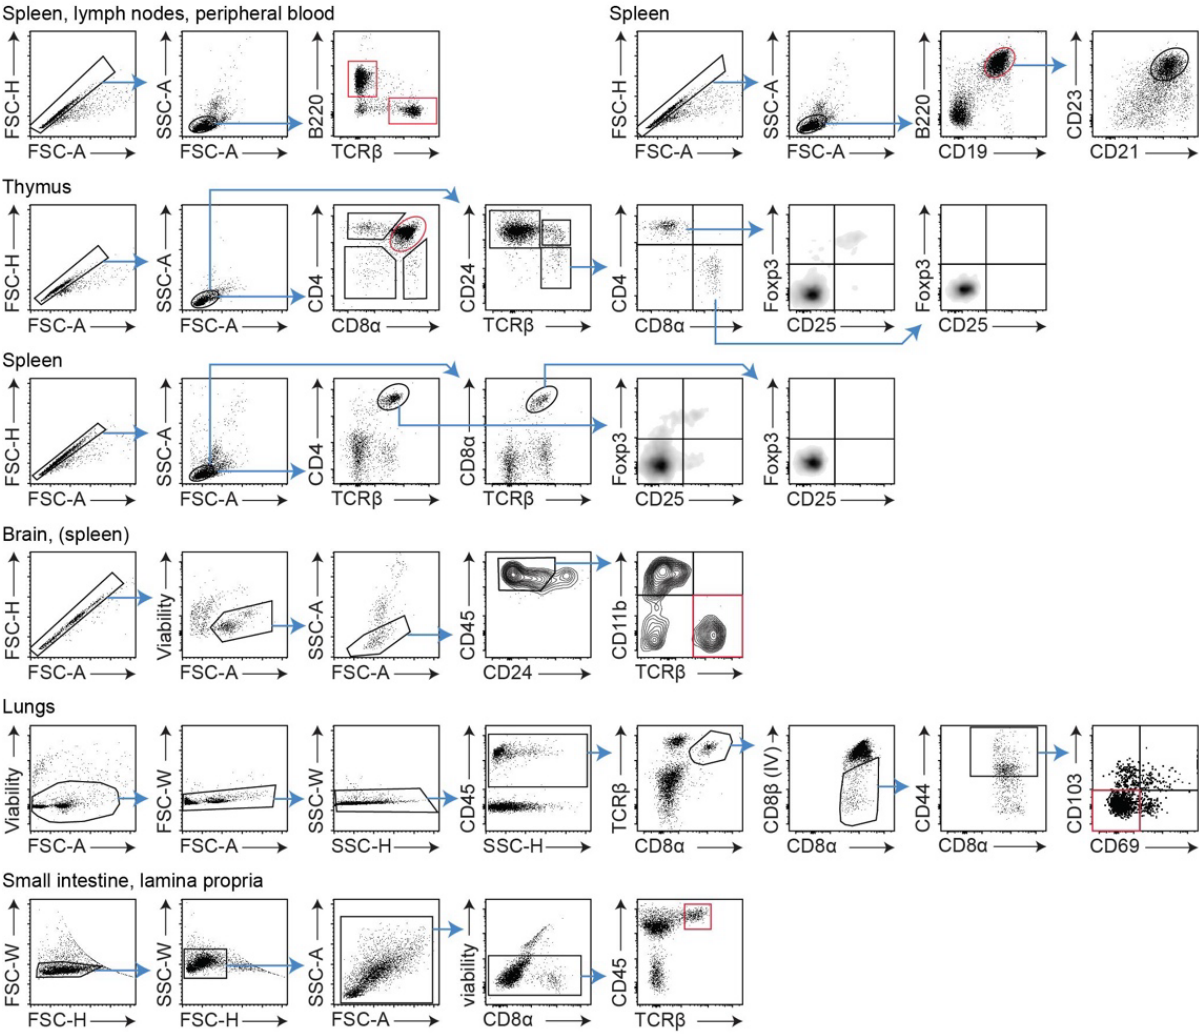 Spleen, lymph nodes, peripheral blood
FSC-H
FSC-A
SSC-A
FSC-A
B220
TCRβ
Spleen
FSC-H
FSC-A
SSC-A
FSC-A
B220
CD19
CD23
CD21
Thymus
FSC-H
FSC-A
SSC-A
FSC-A
CD4
CD8α
CD24
TCRβ
CD4
CD8α
Foxp3
CD25
Foxp3
CD25
Spleen
FSC-H
FSC-A
SSC-A
FSC-A
CD4
TCRβ
CD8α
TCRβ
Foxp3
CD25
Foxp3
CD25
Brain, (spleen)
FSC-H
FSC-A
Viability
FSC-A
SSC-A
FSC-A
CD45
CD24
CD11b
TCRβ
Lungs
Viability
FSC-A
FSC-W
FSC-A
SSC-W
SSC-H
CD45
SSC-H
TCRβ
CD8α
CD8β (IV)
CD8α
CD44
CD8α
CD103
CD69
Small intestine, lamina propria
FSC-W
FSC-H
SSC-W
FSC-H
SSC-A
FSC-A
viability
CD8α
CD45
TCRβ